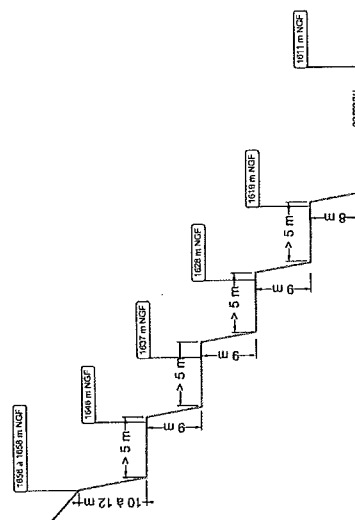 1656 à 1658 m NGF
1646 m NGF
1637 m NGF
1628 m NGF
1619 m NGF
1611 m NGF
10 à 12 m
> 5 m
9 m
> 5 m
9 m
> 5 m
9 m
> 5 m
8 m